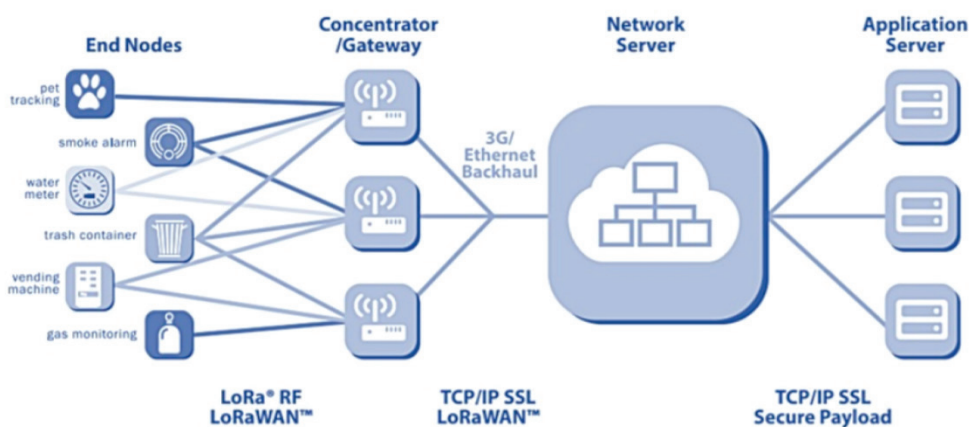 End Nodes
Concentrator
/Gateway
Network
Server
Application
Server
pet
tracking
smoke alarm
water
meter
trash container
vending
machine
gas monitoring
3G/
Ethernet
Backhaul
LoRa® RF
LoRaWAN™
TCP/IP SSL
LoRaWAN™
TCP/IP SSL
Secure Payload